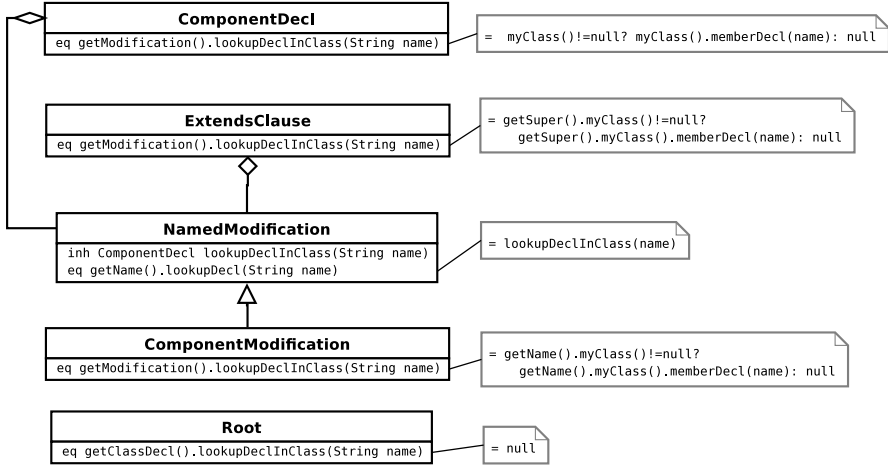 ComponentDecl
eq getModification().lookupDeclInClass(String name)
=  myClass()!=null? myClass().memberDecl(name): null
ExtendsClause
eq getModification().lookupDeclInClass(String name)
= getSuper().myClass()!=null?
getSuper().myClass().memberDecl(name): null
NamedModification
inh ComponentDecl lookupDeclInClass(String name)
eq getName().lookupDecl(String name)
= lookupDeclInClass(name)
ComponentModification
eq getModification().lookupDeclInClass(String name)
= getName().myClass()!=null?
getName().myClass().memberDecl(name): null
Root
eq getClassDecl().lookupDeclInClass(String name)
= null